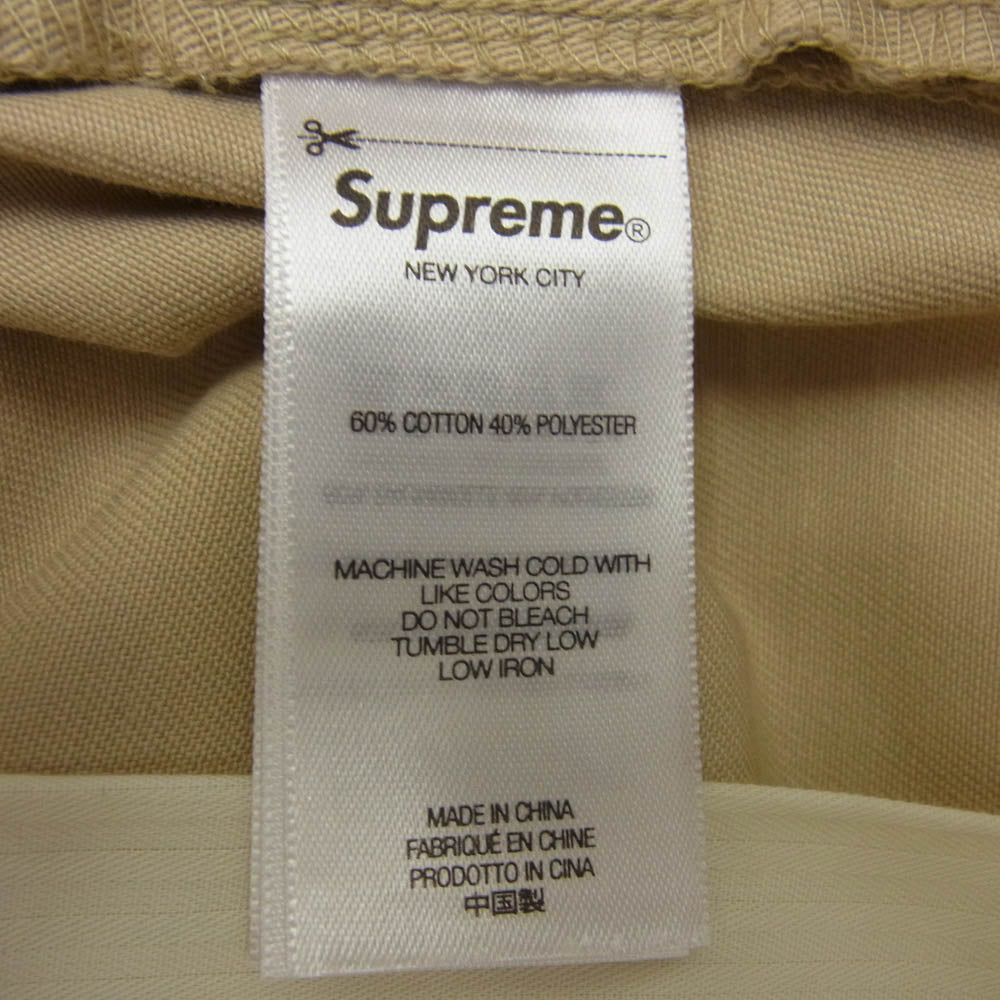 Supreme®
NEW YORK CITY
60% COTTON 40% POLYESTER
MACHINE WASH COLD WITH
LIKE COLORS
DO NOT BLEACH
TUMBLE DRY LOW
LOW IRON
MADE IN CHINA
FABRIQUÉ EN CHINE
PRODOTTO IN CINA
中国製